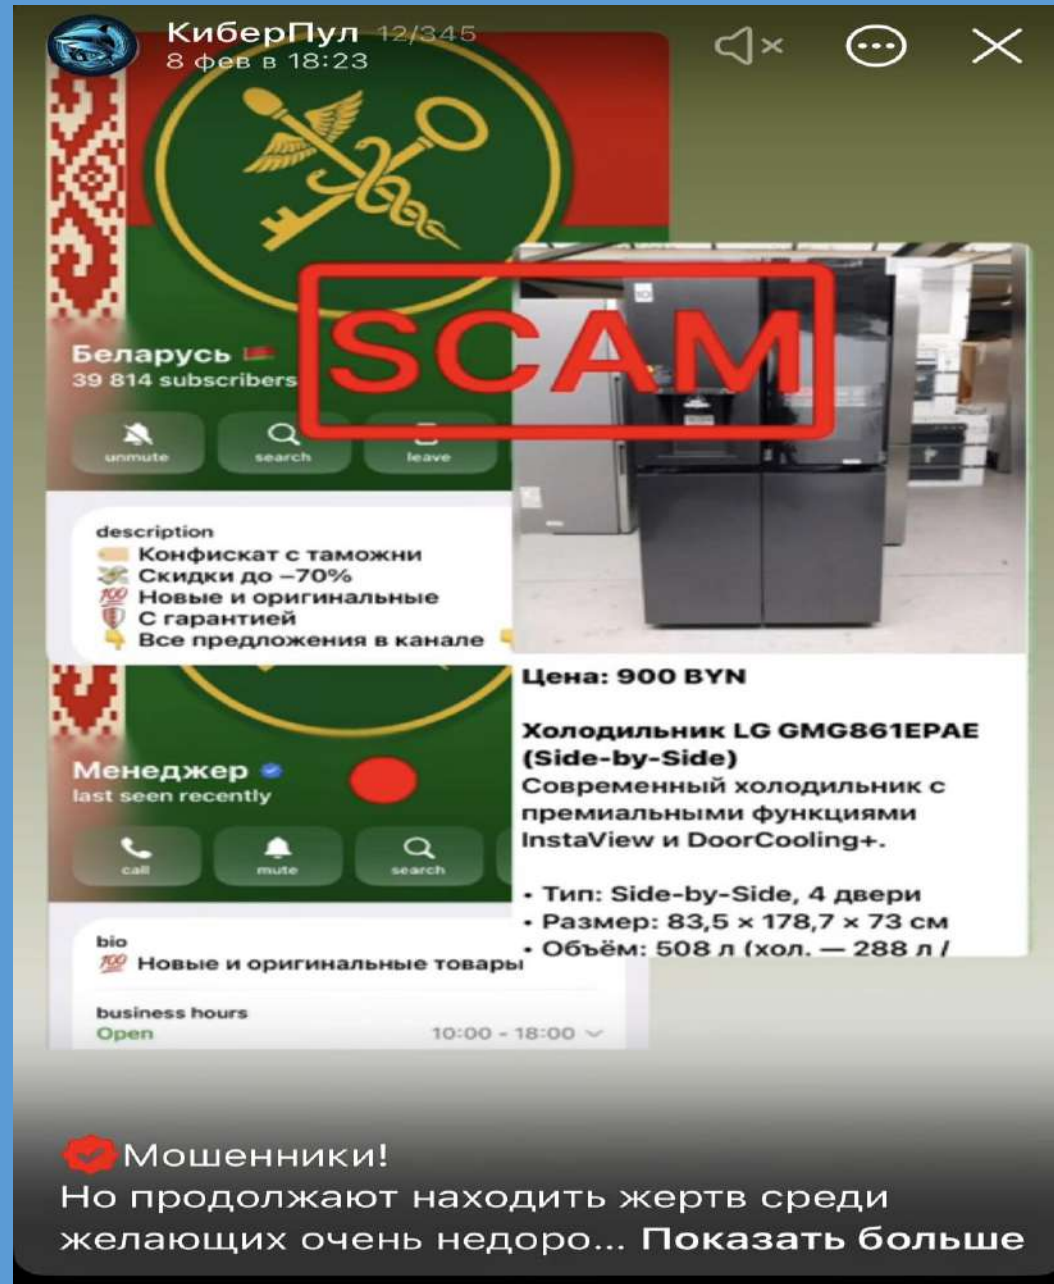 КиберПул 12/345
8 фев в 18:23
SCAM
Беларусь
39 814 subscribers
unmute
search
leave
description
Конфискат с таможни
Скидки до –70%
💯 Новые и оригинальные
С гарантией
Все предложения в канале
Цена: 900 BYN
Холодильник LG GMG861EPAE
(Side-by-Side)
Современный холодильник с
премиальными функциями
InstaView и DoorCooling+.
• Тип: Side-by-Side, 4 двери
• Размер: 83,5 × 178,7 × 73 см
• Объём: 508 л (хол. — 288 л /
Менеджер
last seen recently
call
mute
search
bio
💯 Новые и оригинальные товары
business hours
Open 10:00 - 18:00
Мошенники!
Но продолжают находить жертв среди
желающих очень недоро... Показать больше